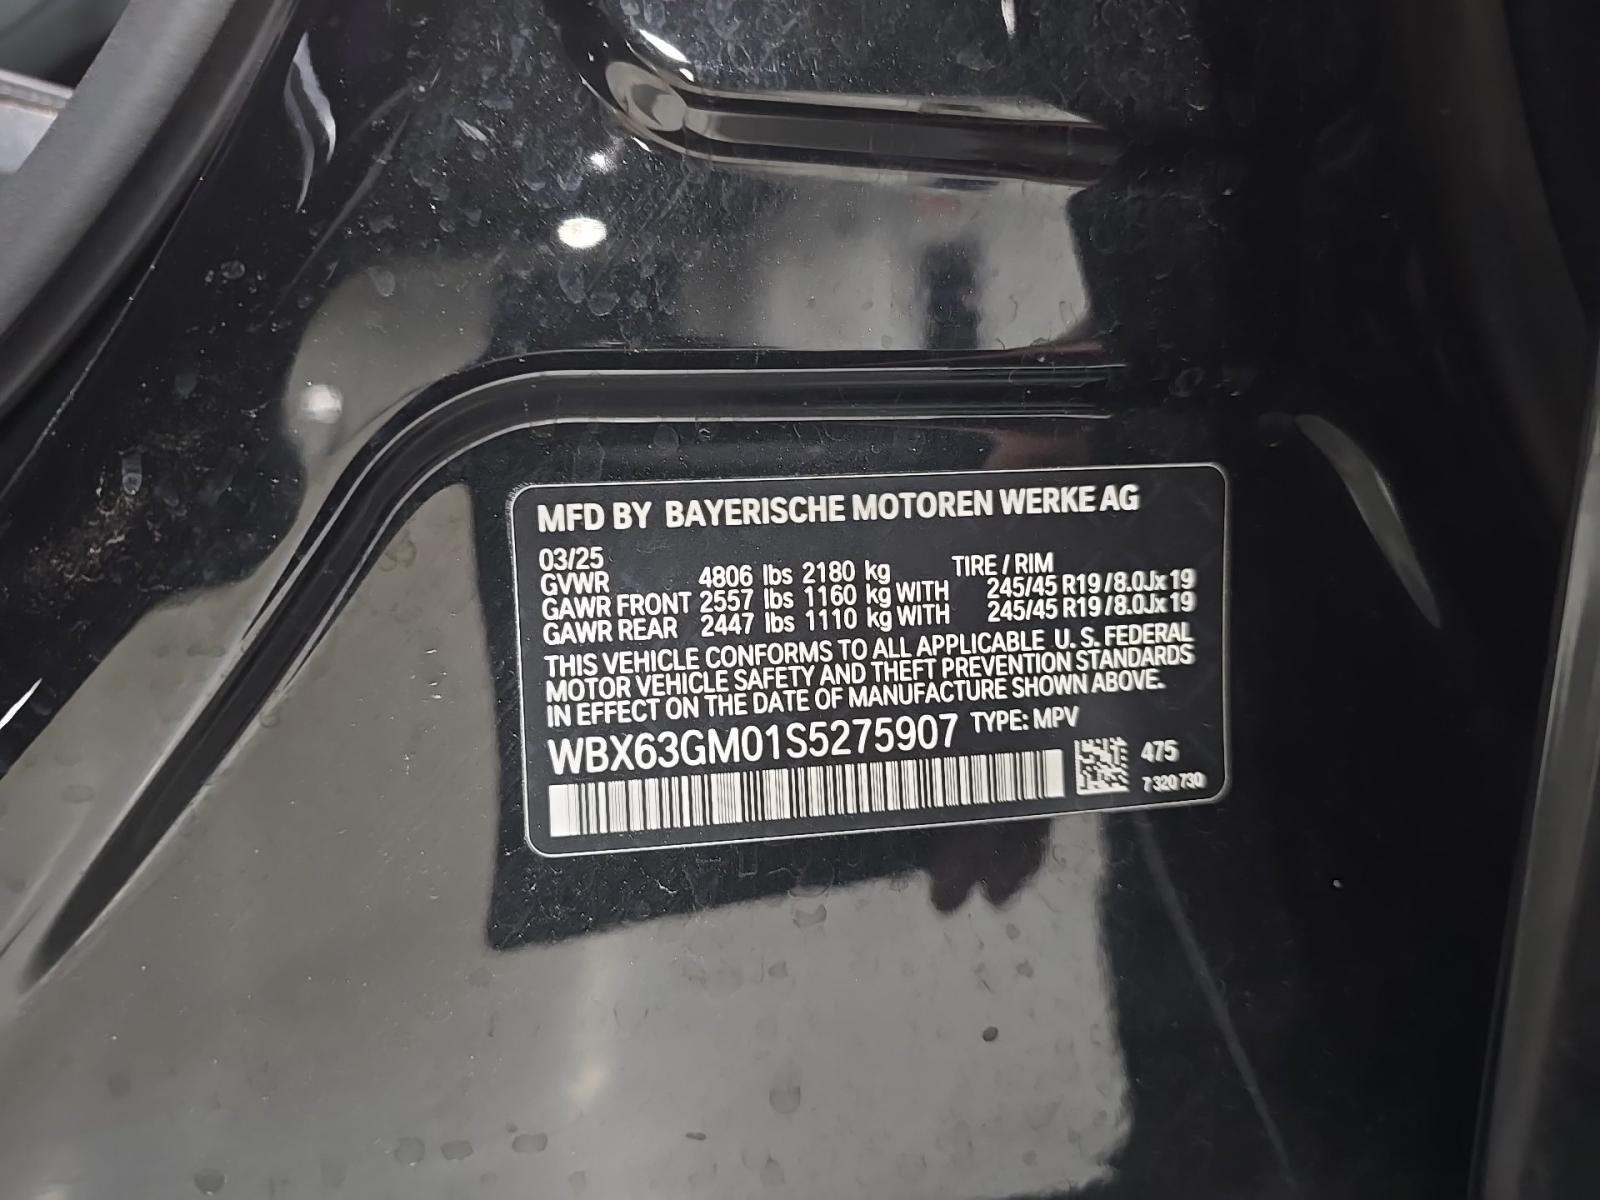 MFD BY BAYERISCHE MOTOREN WERKE AG
03/25 TIRE / RIM
GVWR 4806 lbs 2180 kg
GAWR FRONT 2557 lbs 1160 kg WITH 245/45 R19 / 8.0Jx19
GAWR REAR 2447 lbs 1110 kg WITH 245/45 R19 / 8.0Jx19
THIS VEHICLE CONFORMS TO ALL APPLICABLE U. S. FEDERAL
MOTOR VEHICLE SAFETY AND THEFT PREVENTION STANDARDS
IN EFFECT ON THE DATE OF MANUFACTURE SHOWN ABOVE.
WBX63GM01S5275907 TYPE: MPV
475
7 320 730